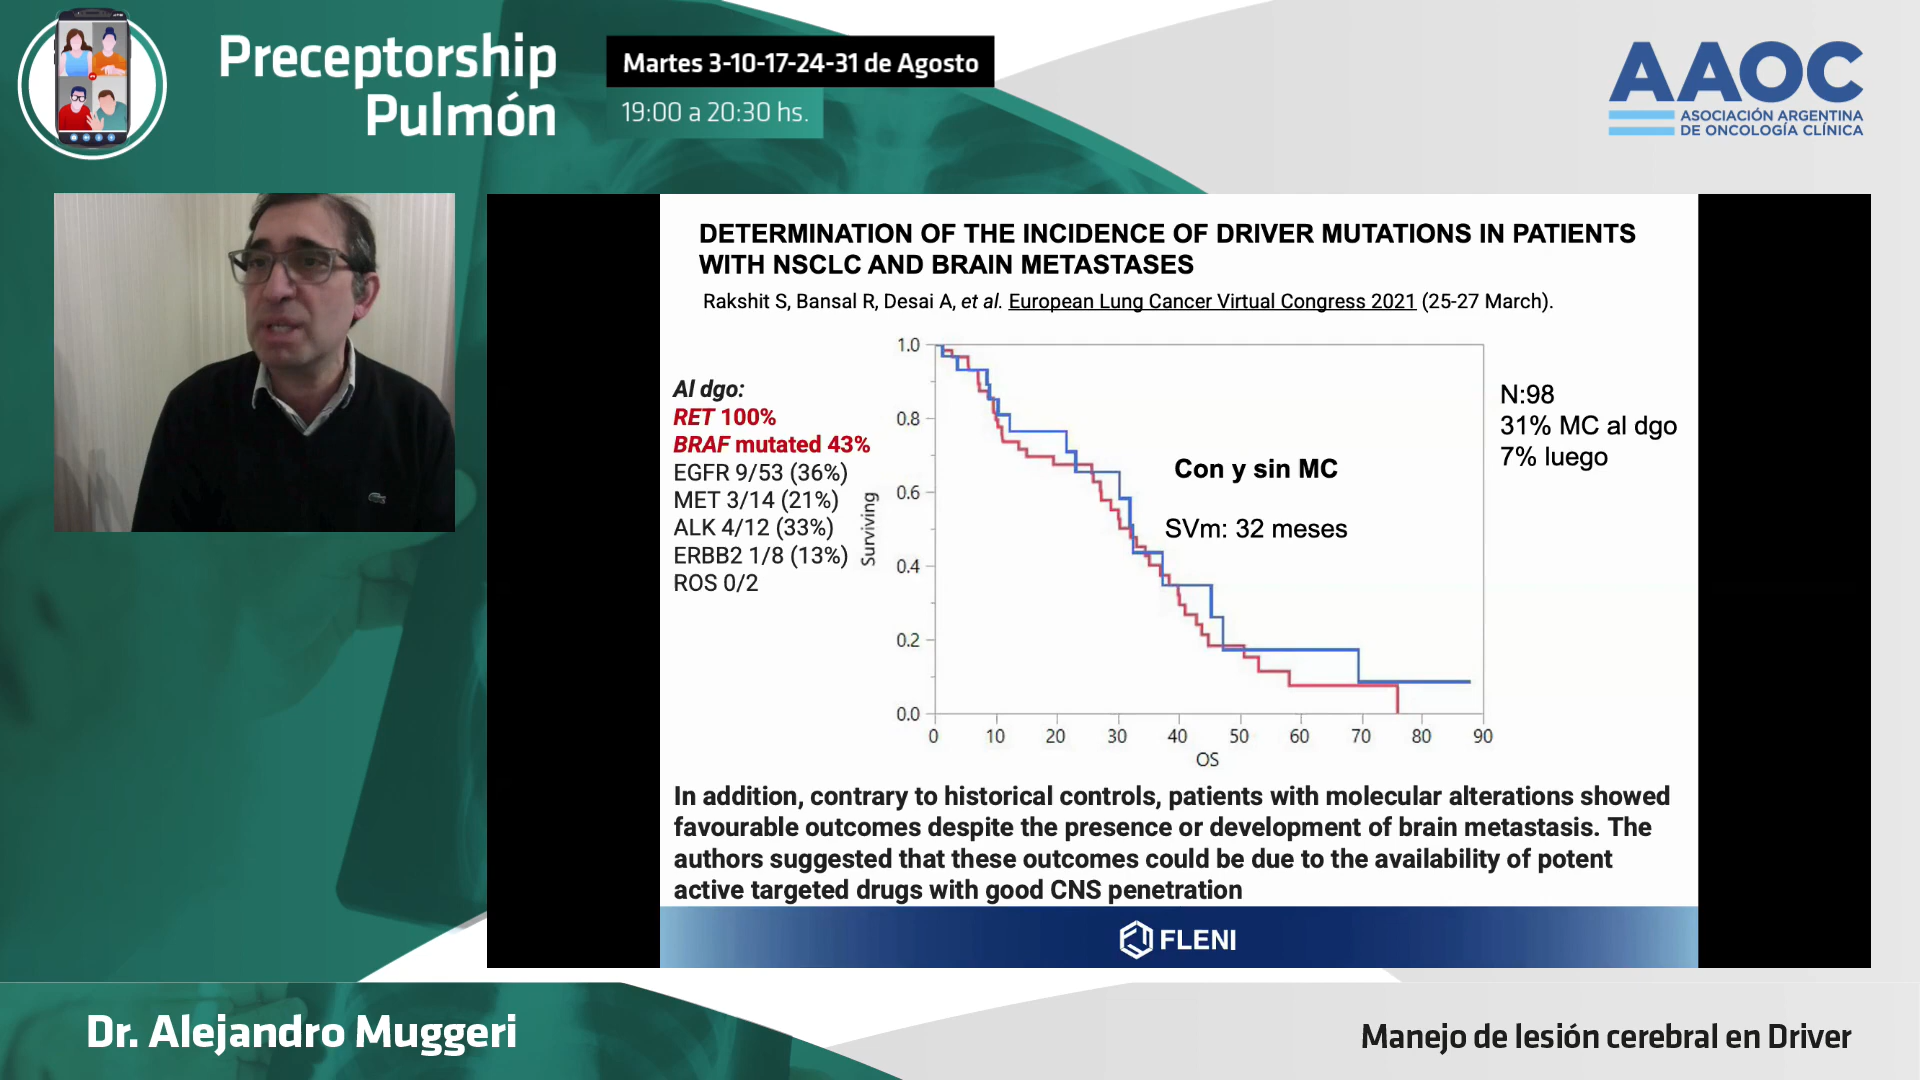 Preceptorship
Pulmón
Martes 3-10-17-24-31 de Agosto
19:00 a 20:30 hs.
AAOC
ASOCIACIÓN ARGENTINA
DE ONCOLOGÍA CLÍNICA
DETERMINATION OF THE INCIDENCE OF DRIVER MUTATIONS IN PATIENTS
WITH NSCLC AND BRAIN METASTASES
Rakshit S, Bansal R, Desai A, et al. European Lung Cancer Virtual Congress 2021 (25-27 March).
Al dgo:
RET 100%
BRAF mutated 43%
EGFR 9/53 (36%)
MET 3/14 (21%)
ALK 4/12 (33%)
ERBB2 1/8 (13%)
ROS 0/2
Surviving
1.0
0.8
0.6
0.4
0.2
0.0
0 10 20 30 40 50 60 70 80 90
OS
Con y sin MC
SVm: 32 meses
N:98
31% MC al dgo
7% luego
In addition, contrary to historical controls, patients with molecular alterations showed
favourable outcomes despite the presence or development of brain metastasis. The
authors suggested that these outcomes could be due to the availability of potent
active targeted drugs with good CNS penetration
FLENI
Dr. Alejandro Muggeri
Manejo de lesión cerebral en Driver